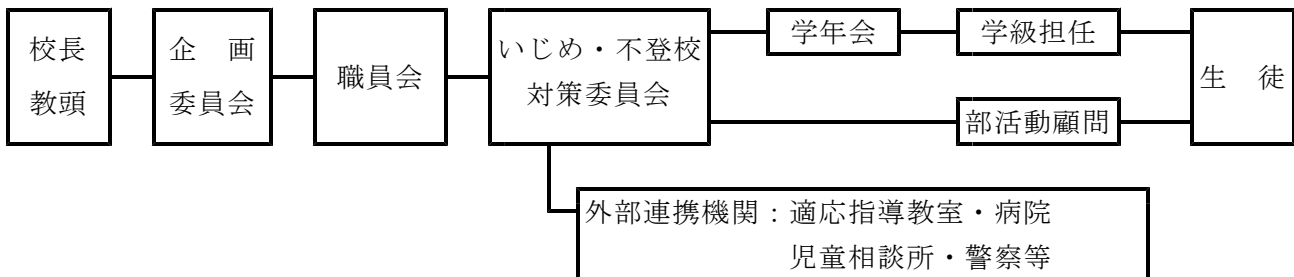 校長
教頭
企　画
委員会
職員会
いじめ・不登校
対策委員会
学年会
学級担任
部活動顧問
生　徒
外部連携機関：適応指導教室・病院
児童相談所・警察等